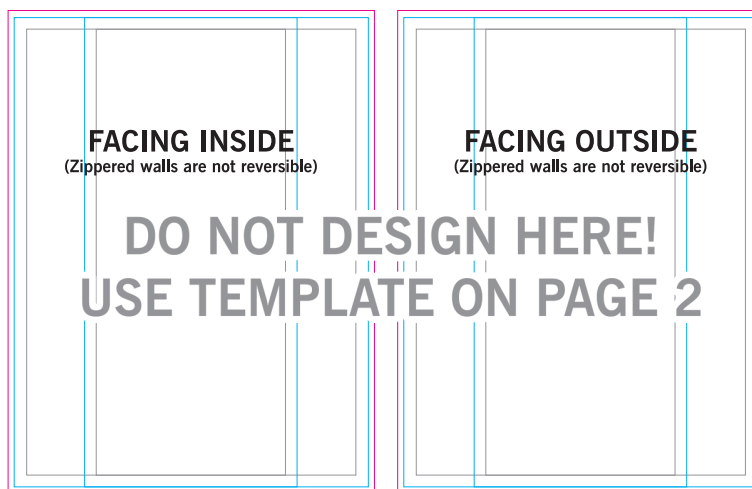 FACING INSIDE
(Zippered walls are not reversible)
FACING OUTSIDE
(Zippered walls are not reversible)
DO NOT DESIGN HERE!
USE TEMPLATE ON PAGE 2